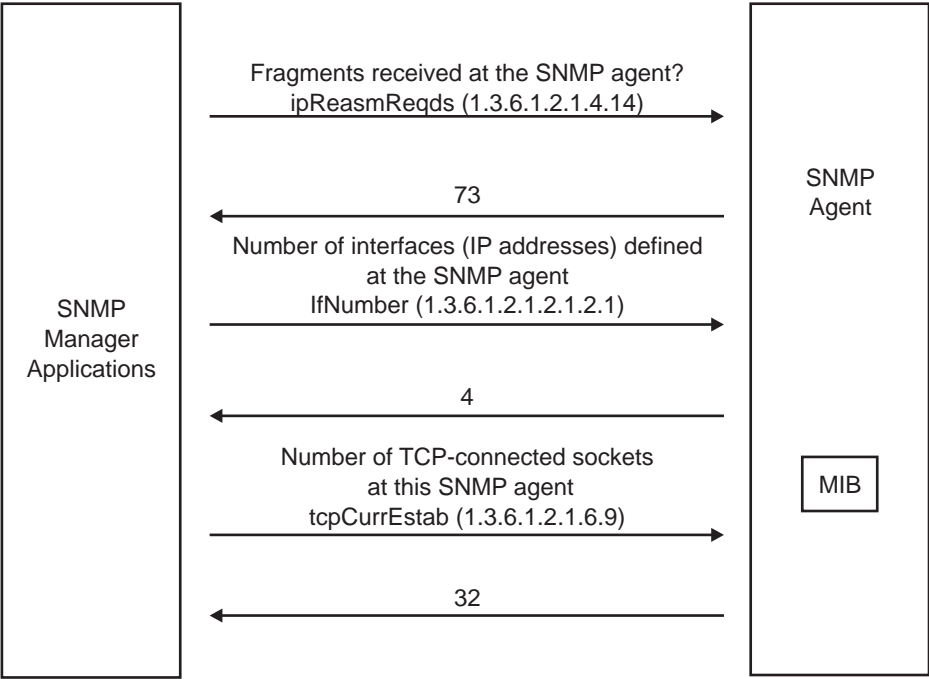 Fragments received at the SNMP agent?
ipReasmReqds (1.3.6.1.2.1.4.14)
73
Number of interfaces (IP addresses) defined
at the SNMP agent
IfNumber (1.3.6.1.2.1.2.1.2.1)
4
Number of TCP-connected sockets
at this SNMP agent
tcpCurrEstab (1.3.6.1.2.1.6.9)
32
SNMP
Manager
Applications
SNMP
Agent
MIB